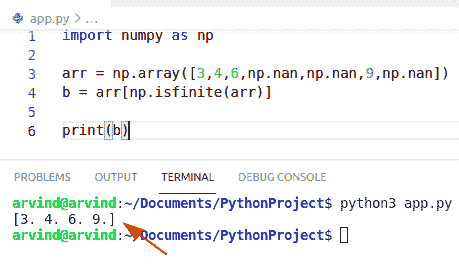 app.py > ...
1 import numpy as np
2
3 arr = np.array([3,4,6,np.nan,np.nan,9,np.nan])
4 b = arr[np.isfinite(arr)]
5
6 print(b)
PROBLEMS OUTPUT TERMINAL DEBUG CONSOLE
arvind@arvind:~/Documents/PythonProject$ python3 app.py
[3. 4. 6. 9.]
arvind@arvind:~/Documents/PythonProject$